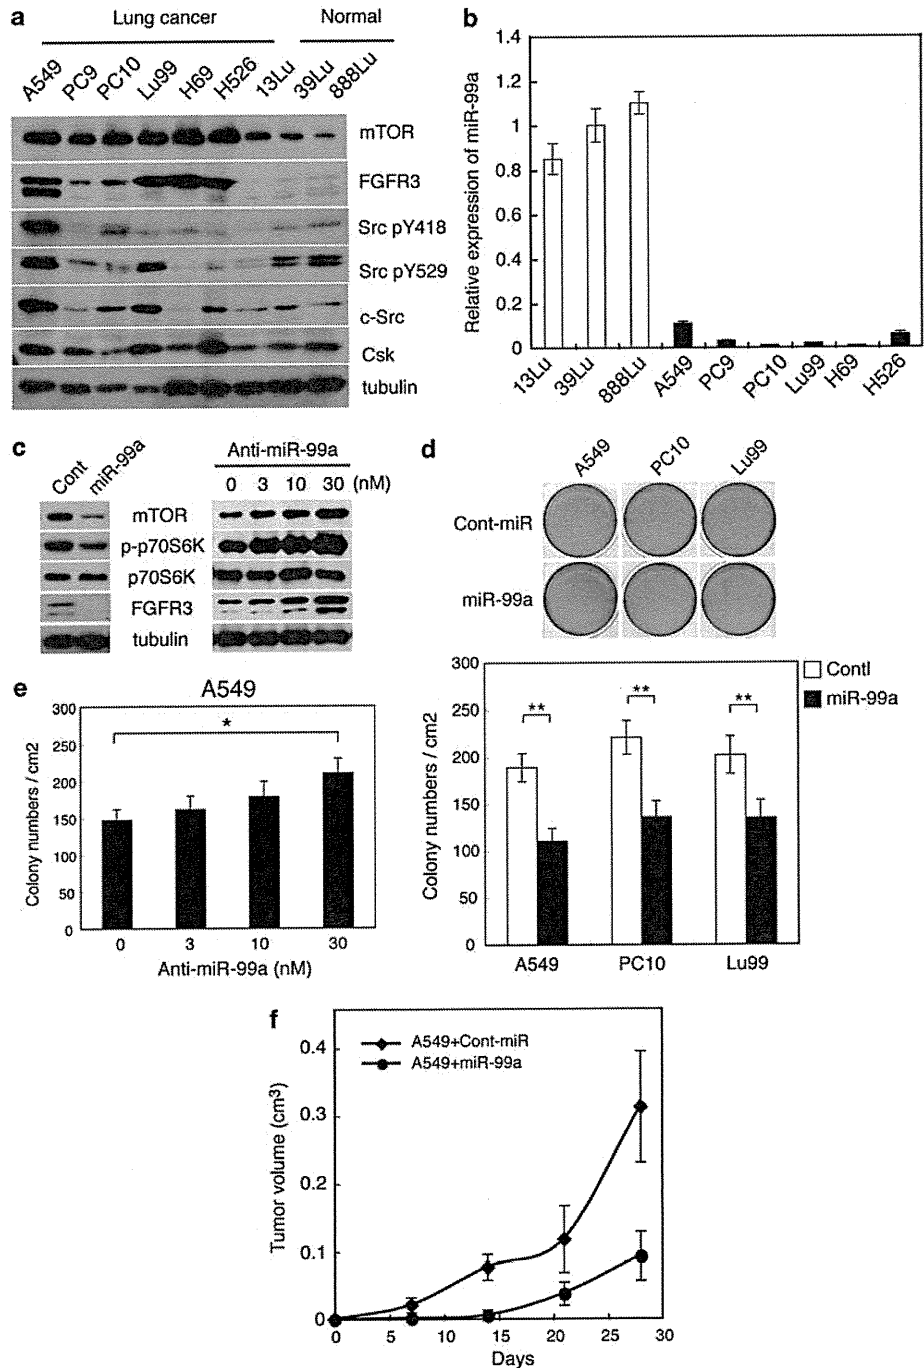 a
Lung cancer
Normal
A549 PC9 PC10 Lu99 H69 H526 13Lu 39Lu 888Lu
mTOR
FGFR3
Src pY418
Src pY529
c-Src
Csk
tubulin
b
Relative expression of miR-99a
1.4
1.2
1
0.8
0.6
0.4
0.2
0
13Lu 39Lu 888Lu A549 PC9 PC10 Lu99 H69 H526
c
Cont miR-99a
Anti-miR-99a
0 3 10 30 (nM)
mTOR
p-p70S6K
p70S6K
FGFR3
tubulin
d
A549 PC10 Lu99
Cont-miR
miR-99a
Colony numbers / cm2
300
250
200
150
100
50
0
** ** **
Contl
miR-99a
A549 PC10 Lu99
e
A549
Colony numbers / cm2
300
250
200
150
100
50
0
*
0 3 10 30
Anti-miR-99a (nM)
f
A549+Cont-miR
A549+miR-99a
Tumor volume (cm3)
0.4
0.3
0.2
0.1
0
0 5 10 15 20 25 30
Days